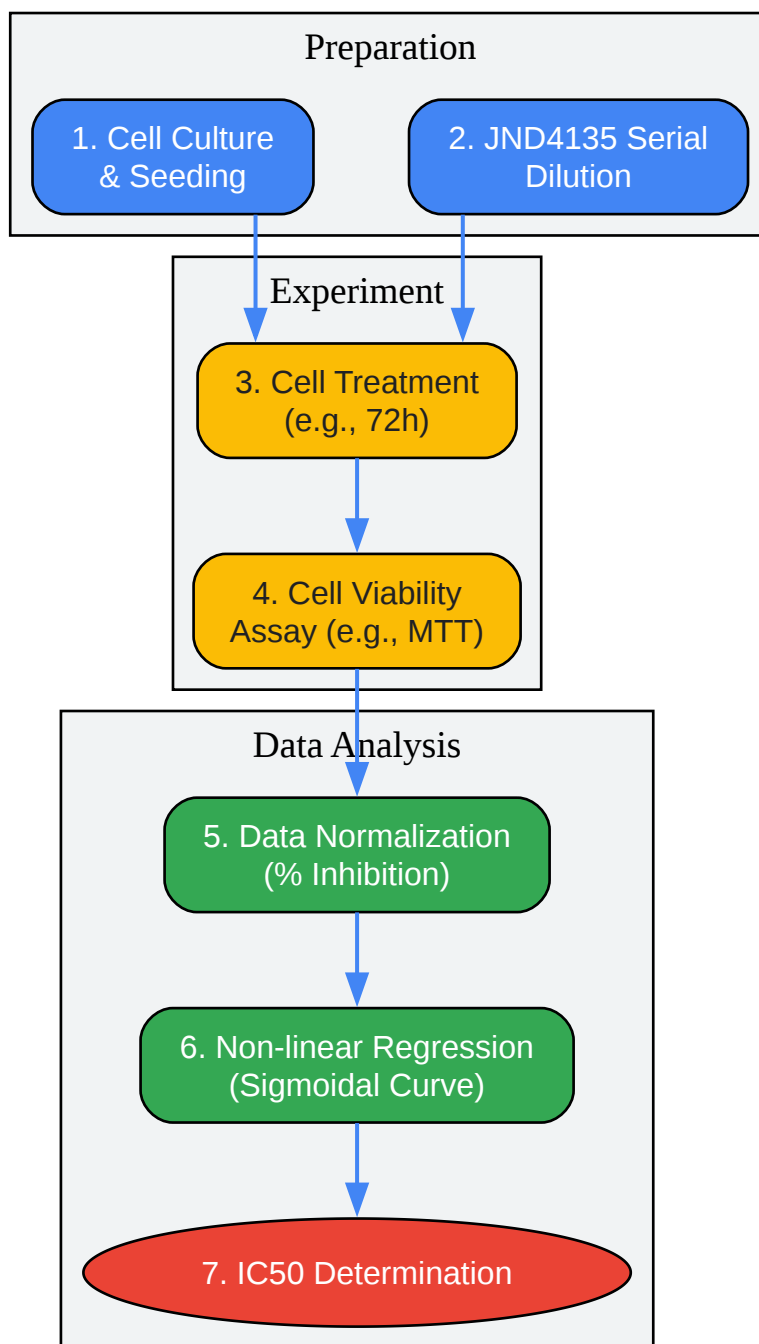 Preparation
1. Cell Culture
& Seeding
2. JND4135 Serial
Dilution
Experiment
3. Cell Treatment
(e.g., 72h)
4. Cell Viability
Assay (e.g., MTT)
Data Analysis
5. Data Normalization
(% Inhibition)
6. Non-linear Regression
(Sigmoidal Curve)
7. IC50 Determination